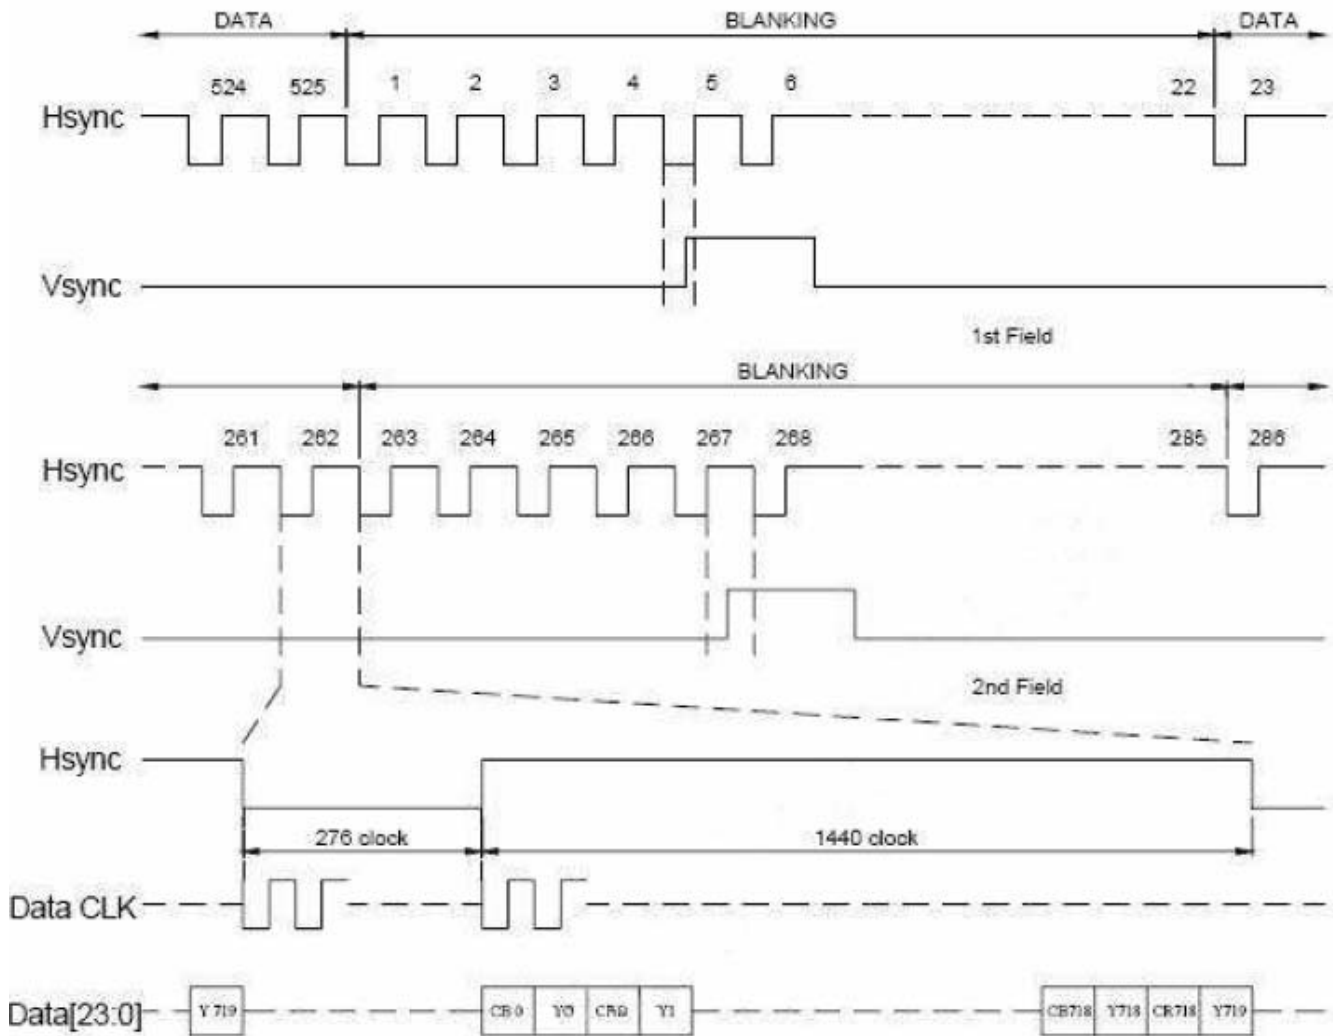 DATA BLANKING DATA
524 525 1 2 3 4 5 6 22 23
Hsync
Vsync
1st Field
BLANKING
261 262 263 264 265 266 267 268 285 286
Hsync
Vsync
2nd Field
Hsync
276 clock 1440 clock
Data CLK
Data[23:0] Y719 CB0 Y0 CR0 Y1 CB718 Y718 CR718 Y719